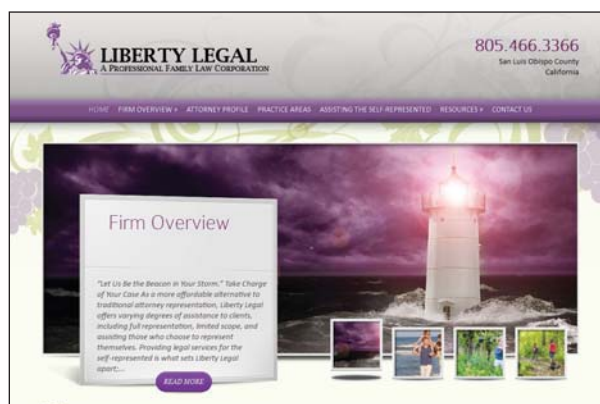 LIBERTY LEGAL
A PROFESSIONAL FAMILY LAW CORPORATION
805.466.3366
San Luis Obispo County
California
HOME FIRM OVERVIEW » ATTORNEY PROFILE PRACTICE AREAS ASSISTING THE SELF-REPRESENTED RESOURCES » CONTACT US
Firm Overview
"Let Us Be the Beacon in Your Storm." Take Charge
of Your Case As a more affordable alternative to
traditional attorney representation, Liberty Legal
offers varying degrees of assistance to clients,
including full representation, limited scope, and
assisting those who choose to represent
themselves. Providing legal services for the
self-represented is what sets Liberty Legal
apart;...
READ MORE